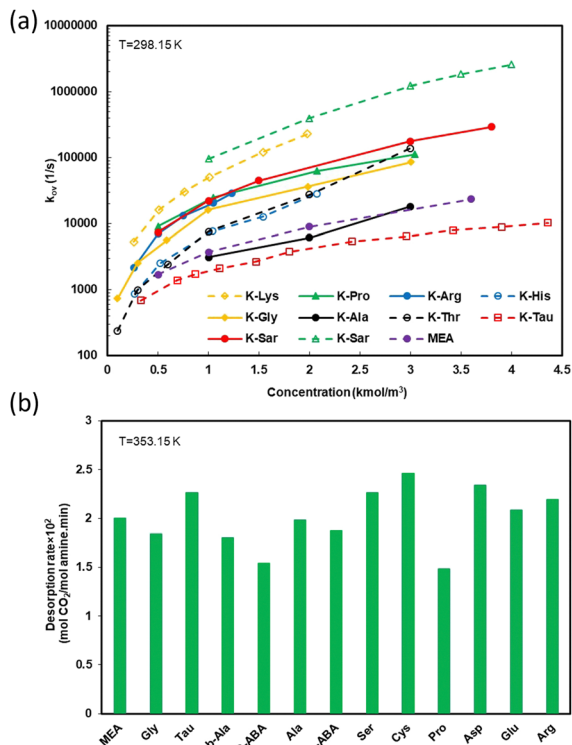 (a)
10000000
1000000
100000
10000
1000
100
k_ov (1/s)
T=298.15 K
K-Lys K-Pro K-Arg K-His
K-Gly K-Ala K-Thr K-Tau
K-Sar K-Sar MEA
0 0.5 1 1.5 2 2.5 3 3.5 4 4.5
Concentration (kmol/m³)
(b)
3
2.5
2
1.5
1
0.5
0
Desorption rate×10²
(mol CO₂/mol amine.min)
T=353.15 K
MEA Gly Tau b-Ala -ABA Ala -ABA Ser Cys Pro Asp Glu Arg